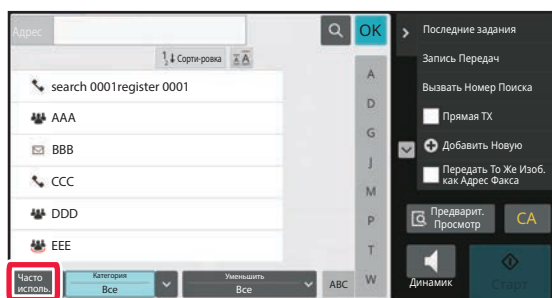 Адрес
OK
Сорти-ровка
search 0001register 0001
AAA
BBB
CCC
DDD
EEE
A
D
G
J
M
P
T
W
Часто
исполь.
Категория
Все
Уменьшить
Все
ABC
Последние задания
Запись Передач
Вызвать Номер Поиска
Прямая TX
Добавить Новую
Передать То Же Изоб.
как Адрес Факса
Предварит.
Просмотр
CA
Динамик
Старт